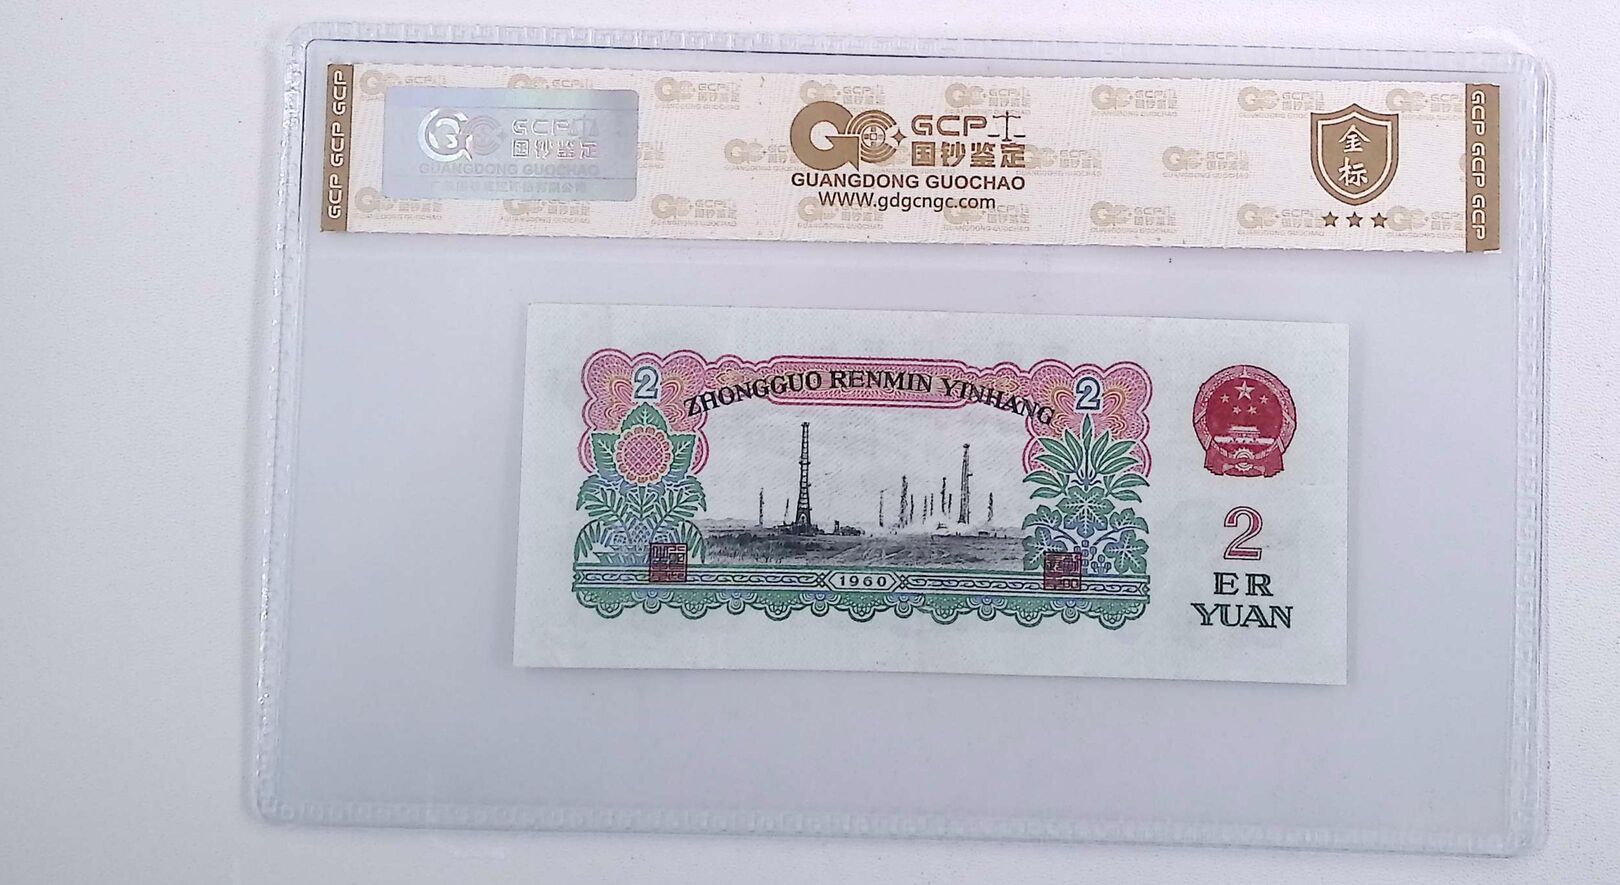 GCP GCP GCP
GCP
国钞鉴定
GUANGDONG GUOCHAO
GCP
国钞鉴定
GUANGDONG GUOCHAO
WWW.gdgcngc.com
金标
GCP GCP GCP
ZHONGGUO RENMIN YINHANG
2
2
1960
2
ER
YUAN